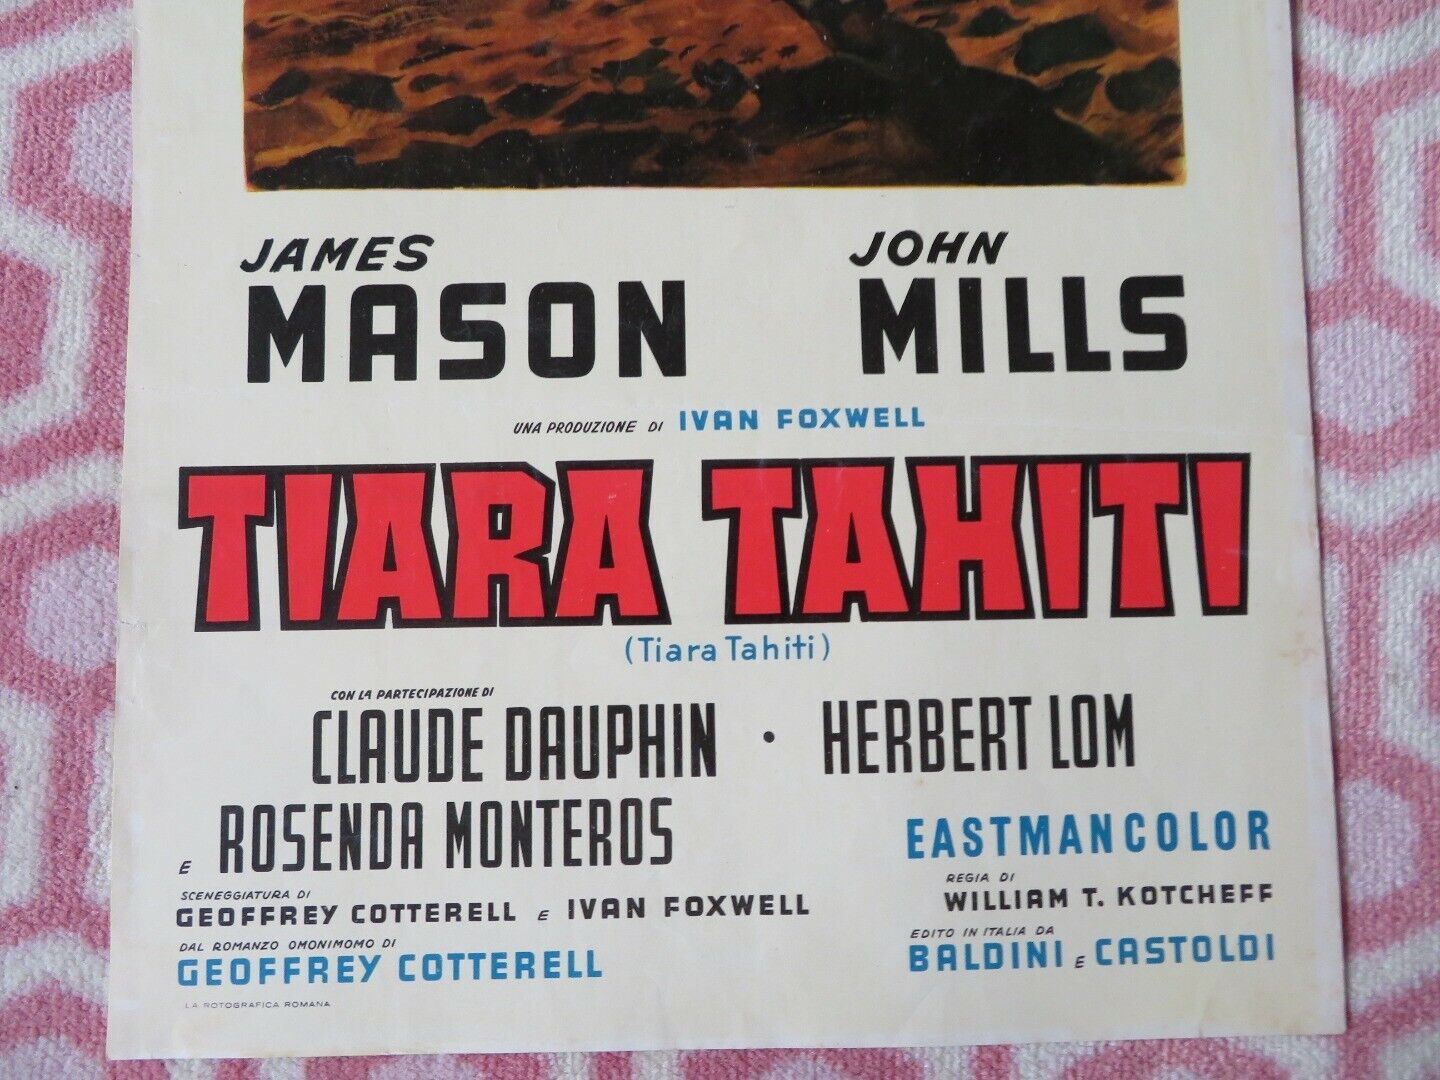 JAMES
MASON
JOHN
MILLS
UNA PRODUZIONE DI IVAN FOXWELL
TIARA TAHITI
(Tiara Tahiti)
CON LA PARTECIPAZIONE DI
CLAUDE DAUPHIN • HERBERT LOM
E ROSENDA MONTEROS
EASTMANCOLOR
SCENEGGIATURA DI
GEOFFREY COTTERELL E IVAN FOXWELL
REGIA DI
WILLIAM T. KOTCHEFF
DAL ROMANZO OMONIMOMO DI
GEOFFREY COTTERELL
EDITO IN ITALIA DA
BALDINI E CASTOLDI
LA ROTOGRAFICA ROMANA